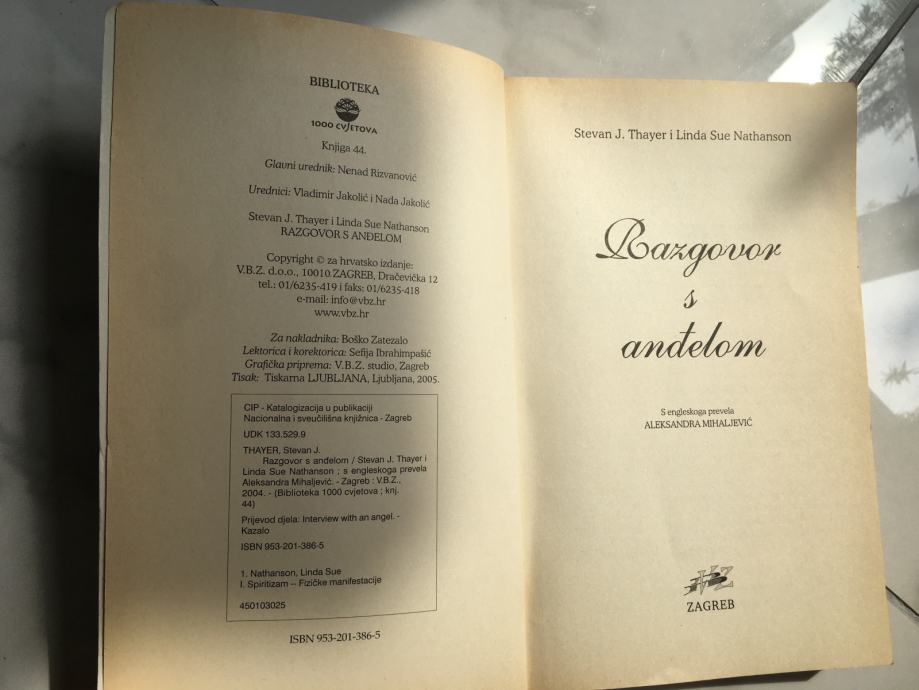 BIBLIOTEKA
1000 CVJETOVA
Knjiga 44.
Glavni urednik: Nenad Rizvanović
Urednici: Vladimir Jakolić i Nada Jakolić
Stevan J. Thayer i Linda Sue Nathanson
RAZGOVOR S ANĐELOM
Copyright © za hrvatsko izdanje:
V.B.Z. d.o.o., 10010 ZAGREB, Dračevička 12
tel.: 01/6235-419 i faks: 01/6235-418
e-mail: info@vbz.hr
www.vbz.hr
Za nakladnika: Boško Zatezalo
Lektorica i korektorica: Sefija Ibrahimpašić
Grafička priprema: V.B.Z. studio, Zagreb
Tisak: Tiskarna LJUBLJANA, Ljubljana, 2005.
CIP - Katalogizacija u publikaciji
Nacionalna i sveučilišna knjižnica - Zagreb
UDK 133.529.9
THAYER, Stevan J.
Razgovor s anđelom / Stevan J. Thayer i
Linda Sue Nathanson ; s engleskoga prevela
Aleksandra Mihaljević. - Zagreb : V.B.Z.,
2004. - (Biblioteka 1000 cvjetova ; knj.
44)
Prijevod djela: Interview with an angel. -
Kazalo
ISBN 953-201-386-5
1. Nathanson, Linda Sue
I. Spiritizam -- Fizičke manifestacije
450103025
ISBN 953-201-386-5
Stevan J. Thayer i Linda Sue Nathanson
Razgovor
s
anđelom
S engleskoga prevela
ALEKSANDRA MIHALJEVIĆ
VBZ
ZAGREB